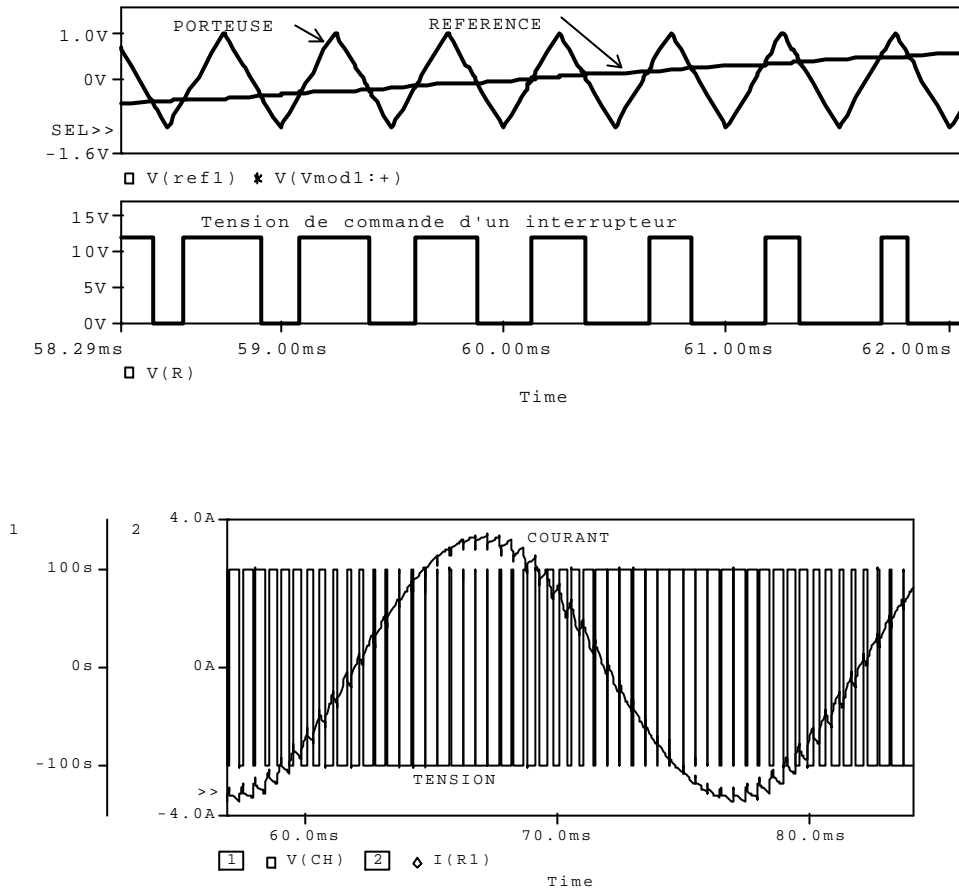 PORTEUSE
REFERENCE
1.0V
0V
SEL>>
-1.6V
V(ref1) V(Vmod1:+)
15V
Tension de commande d'un interrupteur
10V
5V
0V
58.29ms 59.00ms 60.00ms 61.00ms 62.00ms
V(R)
Time
1 2 4.0A
COURANT
100s
0s 0A
-100s
TENSION
>>
-4.0A
60.0ms 70.0ms 80.0ms
1 V(CH) 2 I(R1)
Time